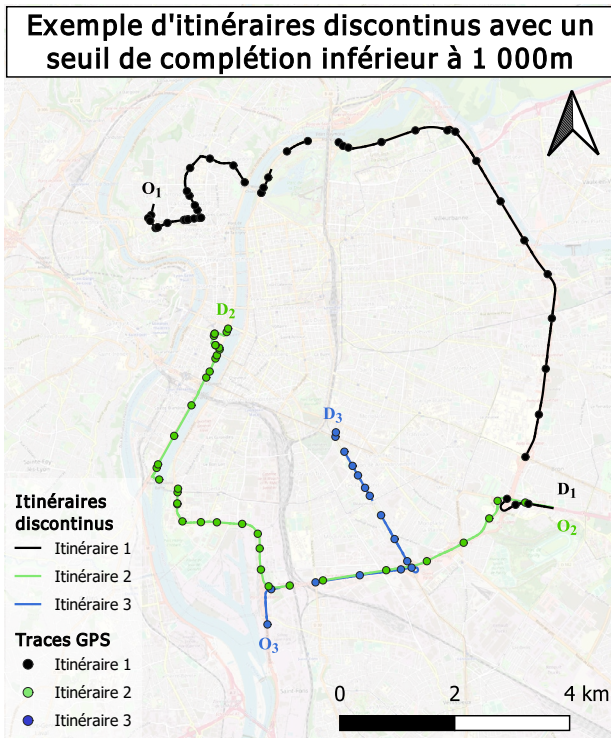 Exemple d'itinéraires discontinus avec un
seuil de complétion inférieur à 1 000m
O1
D2
D3
D1
O2
O3
Itinéraires
discontinus
Itinéraire 1
Itinéraire 2
Itinéraire 3
Traces GPS
Itinéraire 1
Itinéraire 2
Itinéraire 3
0 2 4 km